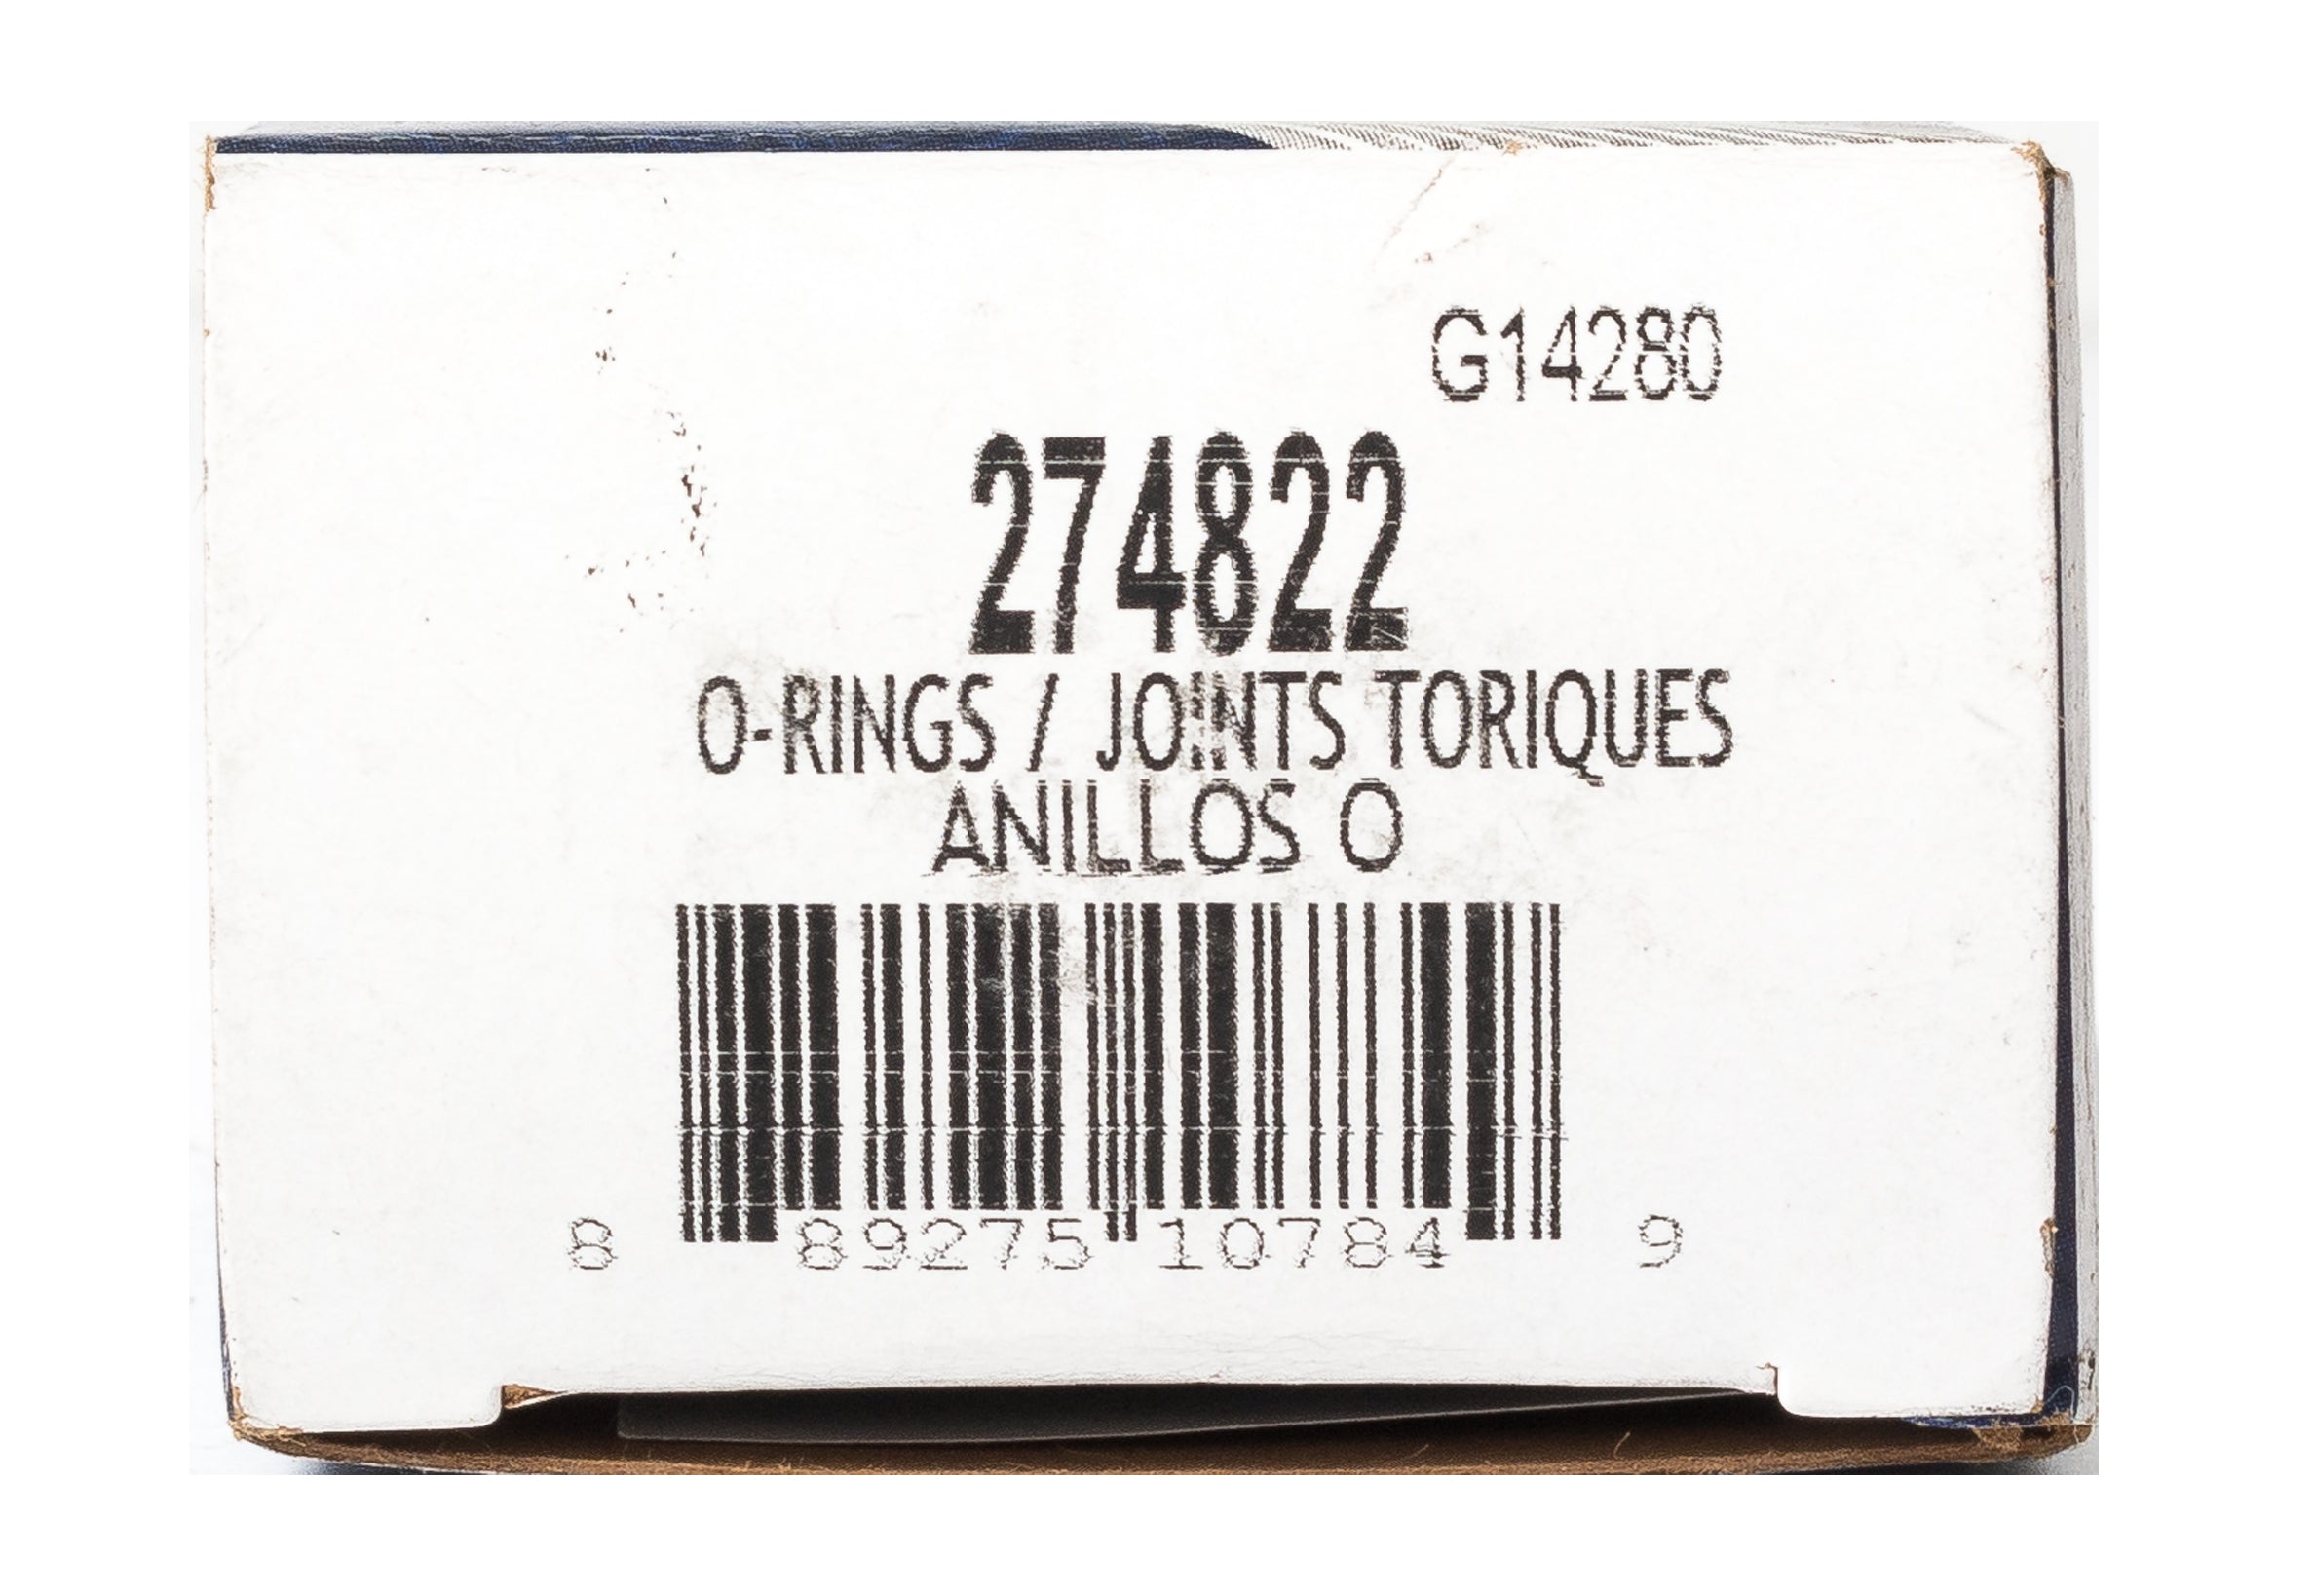 G14280
274822
O-RINGS / JOINTS TORIQUES
ANILLOS O
8 89275 10784 9